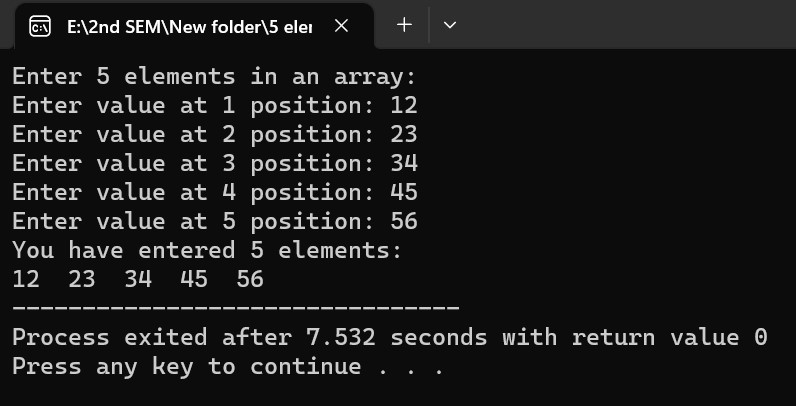 E:\2nd SEM\New folder\5 eler
Enter 5 elements in an array:
Enter value at 1 position: 12
Enter value at 2 position: 23
Enter value at 3 position: 34
Enter value at 4 position: 45
Enter value at 5 position: 56
You have entered 5 elements:
12  23  34  45  56
--------------------------------
Process exited after 7.532 seconds with return value 0
Press any key to continue . . .